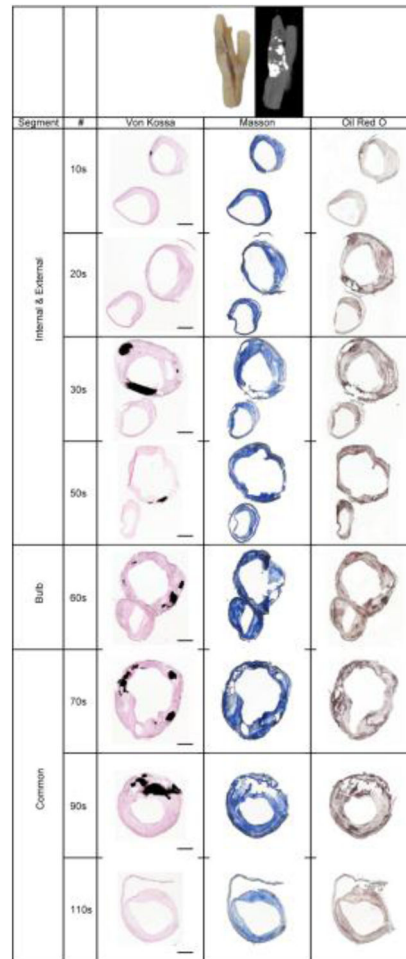 Segment # Von Kossa Masson Oil Red O
Internal & External
10s
20s
30s
50s
Bulb
60s
Common
70s
90s
110s